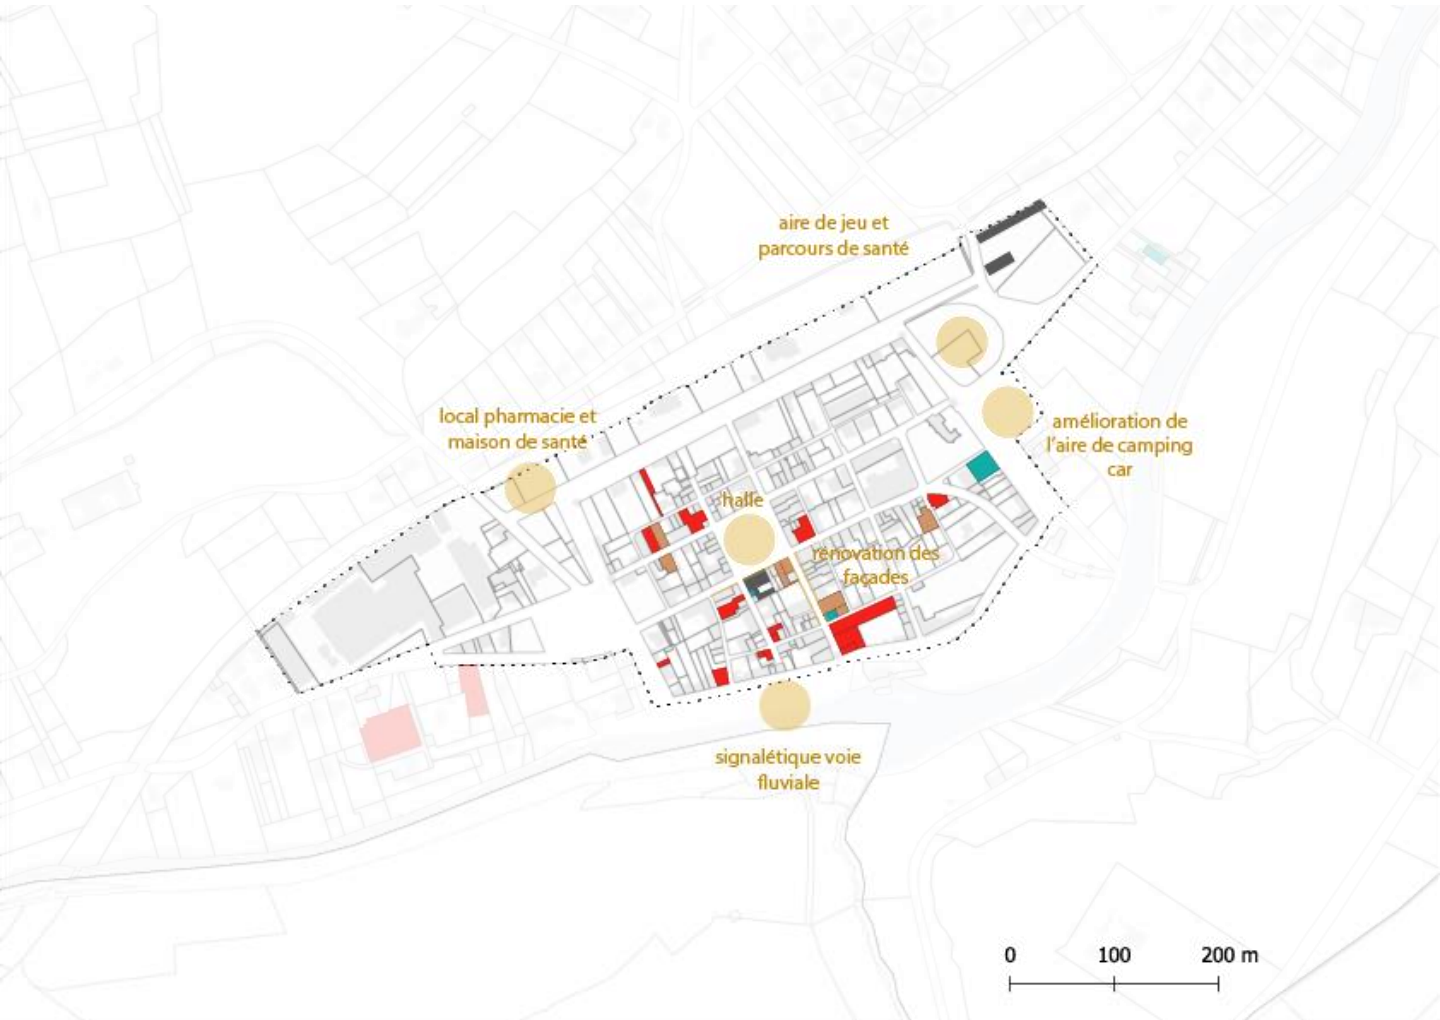 aire de jeu et
parcours de santé
local pharmacie et
maison de santé
amélioration de
l'aire de camping
car
halle
rénovation des
façades
signalétique voie
fluviale
0 100 200 m